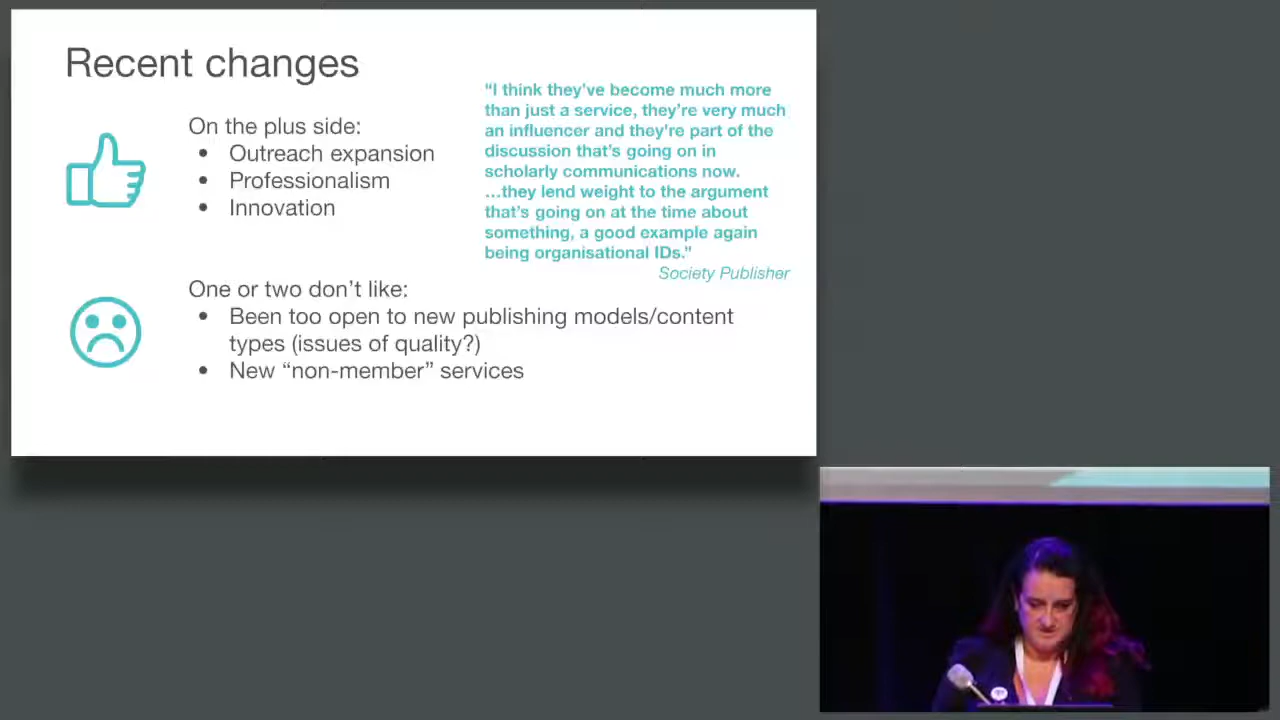 Recent changes
On the plus side:
• Outreach expansion
• Professionalism
• Innovation
“I think they’ve become much more
than just a service, they’re very much
an influencer and they’re part of the
discussion that’s going on in
scholarly communications now.
…they lend weight to the argument
that’s going on at the time about
something, a good example again
being organisational IDs.”
Society Publisher
One or two don’t like:
• Been too open to new publishing models/content
types (issues of quality?)
• New “non-member” services